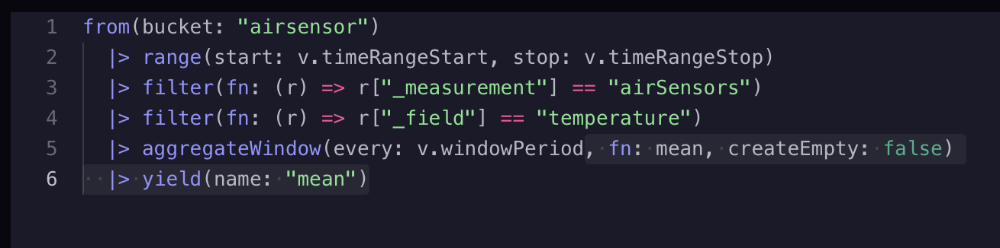 1 from(bucket: "airsensor")
2   |> range(start: v.timeRangeStart, stop: v.timeRangeStop)
3   |> filter(fn: (r) => r["_measurement"] == "airSensors")
4   |> filter(fn: (r) => r["_field"] == "temperature")
5   |> aggregateWindow(every: v.windowPeriod, fn: mean, createEmpty: false)
6   |> yield(name: "mean")